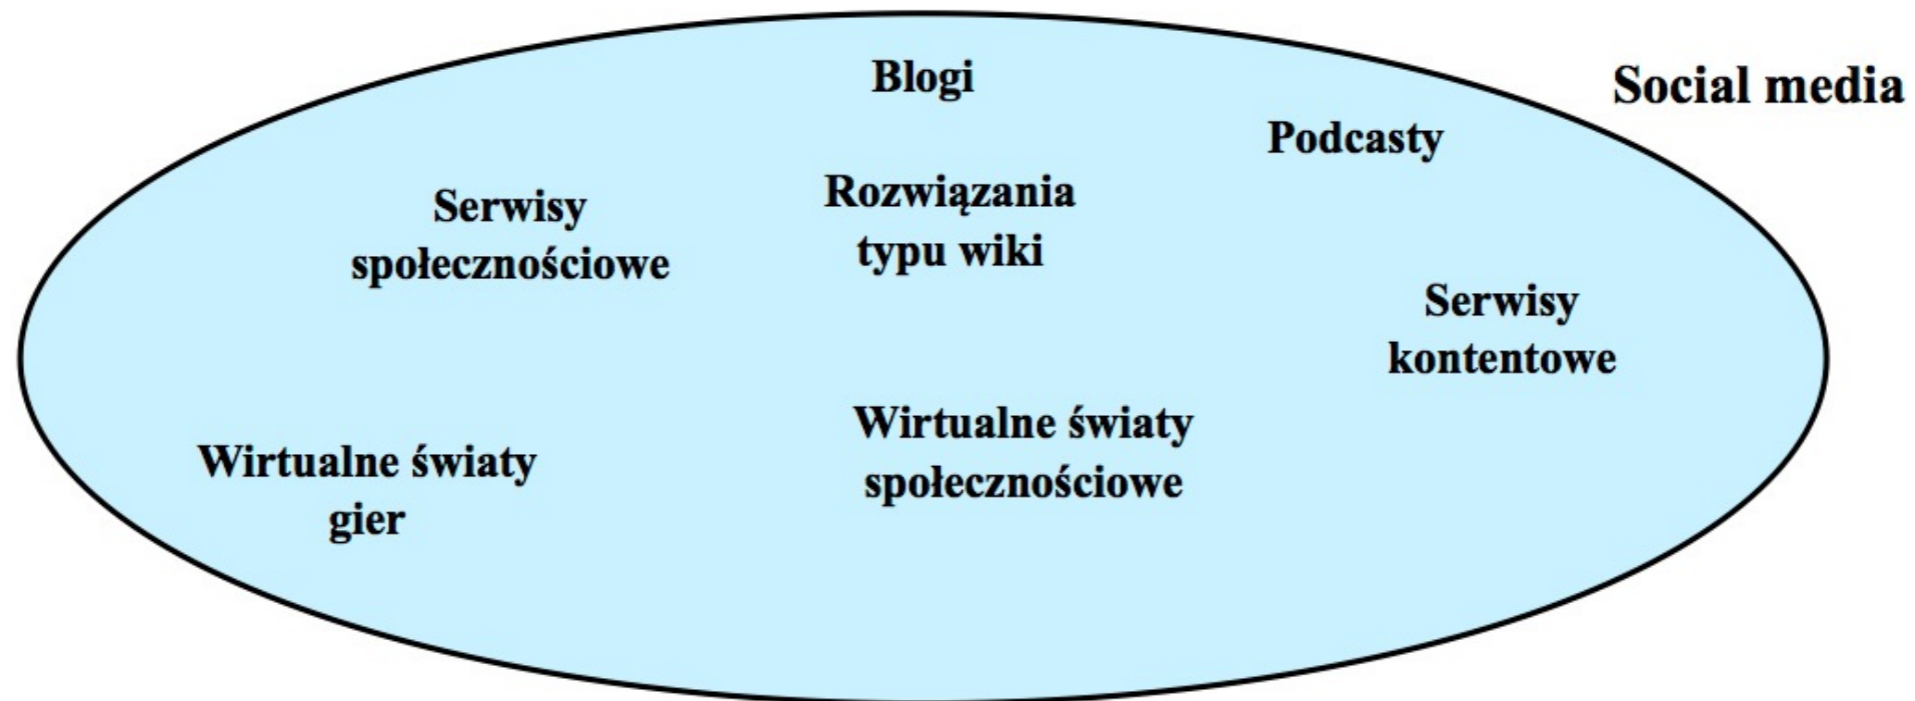 Blogi
Social media
Podcasty
Rozwiązania
typu wiki
Serwisy
społecznościowe
Serwisy
kontentowe
Wirtualne światy
społecznościowe
Wirtualne światy
gier